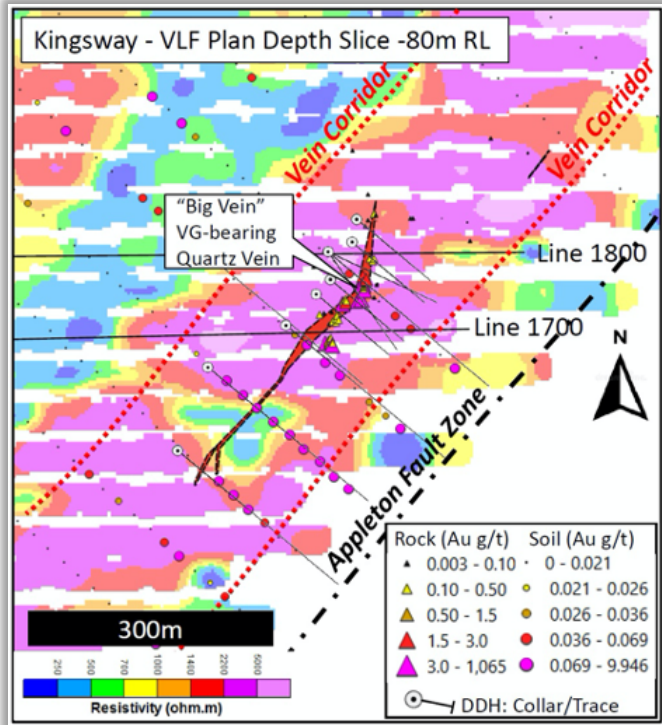 Kingsway - VLF Plan Depth Slice -80m RL
Vein Corridor
Vein Corridor
"Big Vein"
VG-bearing
Quartz Vein
Line 1800
Line 1700
N
Appleton Fault Zone
Rock (Au g/t) Soil (Au g/t)
0.003 - 0.10 0 - 0.021
0.10 - 0.50 0.021 - 0.026
0.50 - 1.5 0.026 - 0.036
1.5 - 3.0 0.036 - 0.069
3.0 - 1,065 0.069 - 9.946
DDH: Collar/Trace
300m
250 500 700 1000 1400 2200 6000
Resistivity (ohm.m)